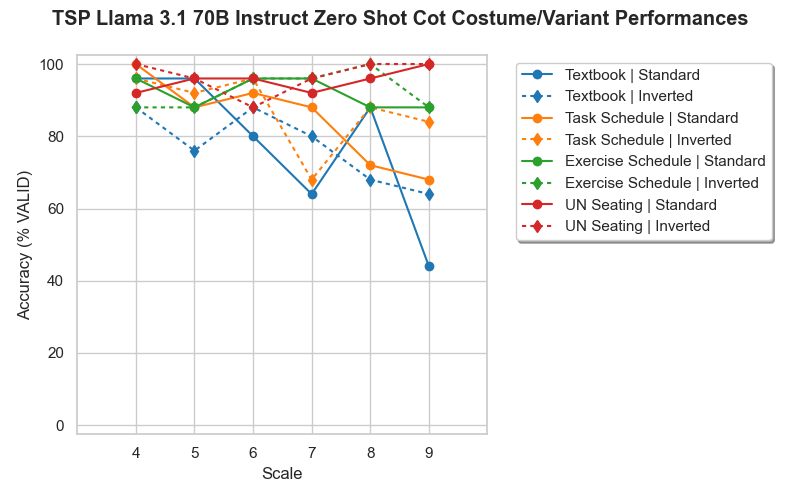 TSP Llama 3.1 70B Instruct Zero Shot Cot Costume/Variant Performances
100
80
60
40
20
0
Accuracy (% VALID)
4 5 6 7 8 9
Scale
Textbook | Standard
Textbook | Inverted
Task Schedule | Standard
Task Schedule | Inverted
Exercise Schedule | Standard
Exercise Schedule | Inverted
UN Seating | Standard
UN Seating | Inverted